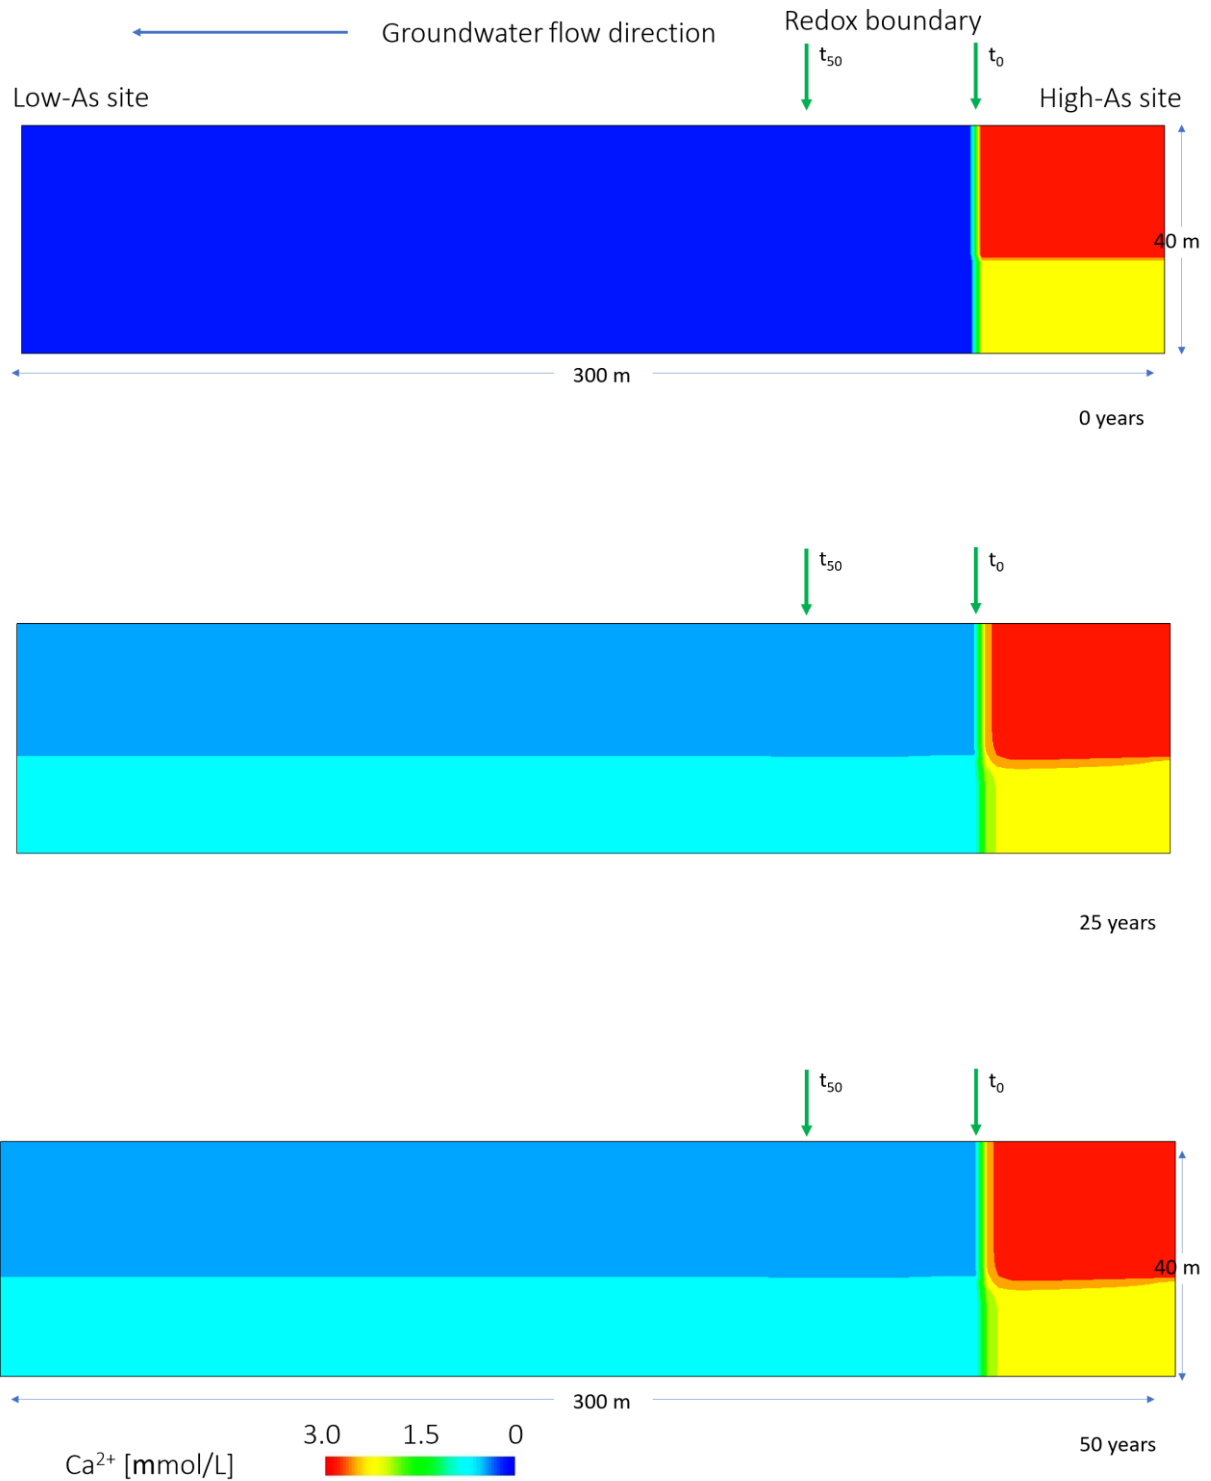 Redox boundary
Groundwater flow direction
t50
t0
Low-As site
High-As site
40 m
300 m
0 years
t50
t0
25 years
t50
t0
40 m
300 m
3.0 1.5 0
50 years
Ca2+ [mmol/L]